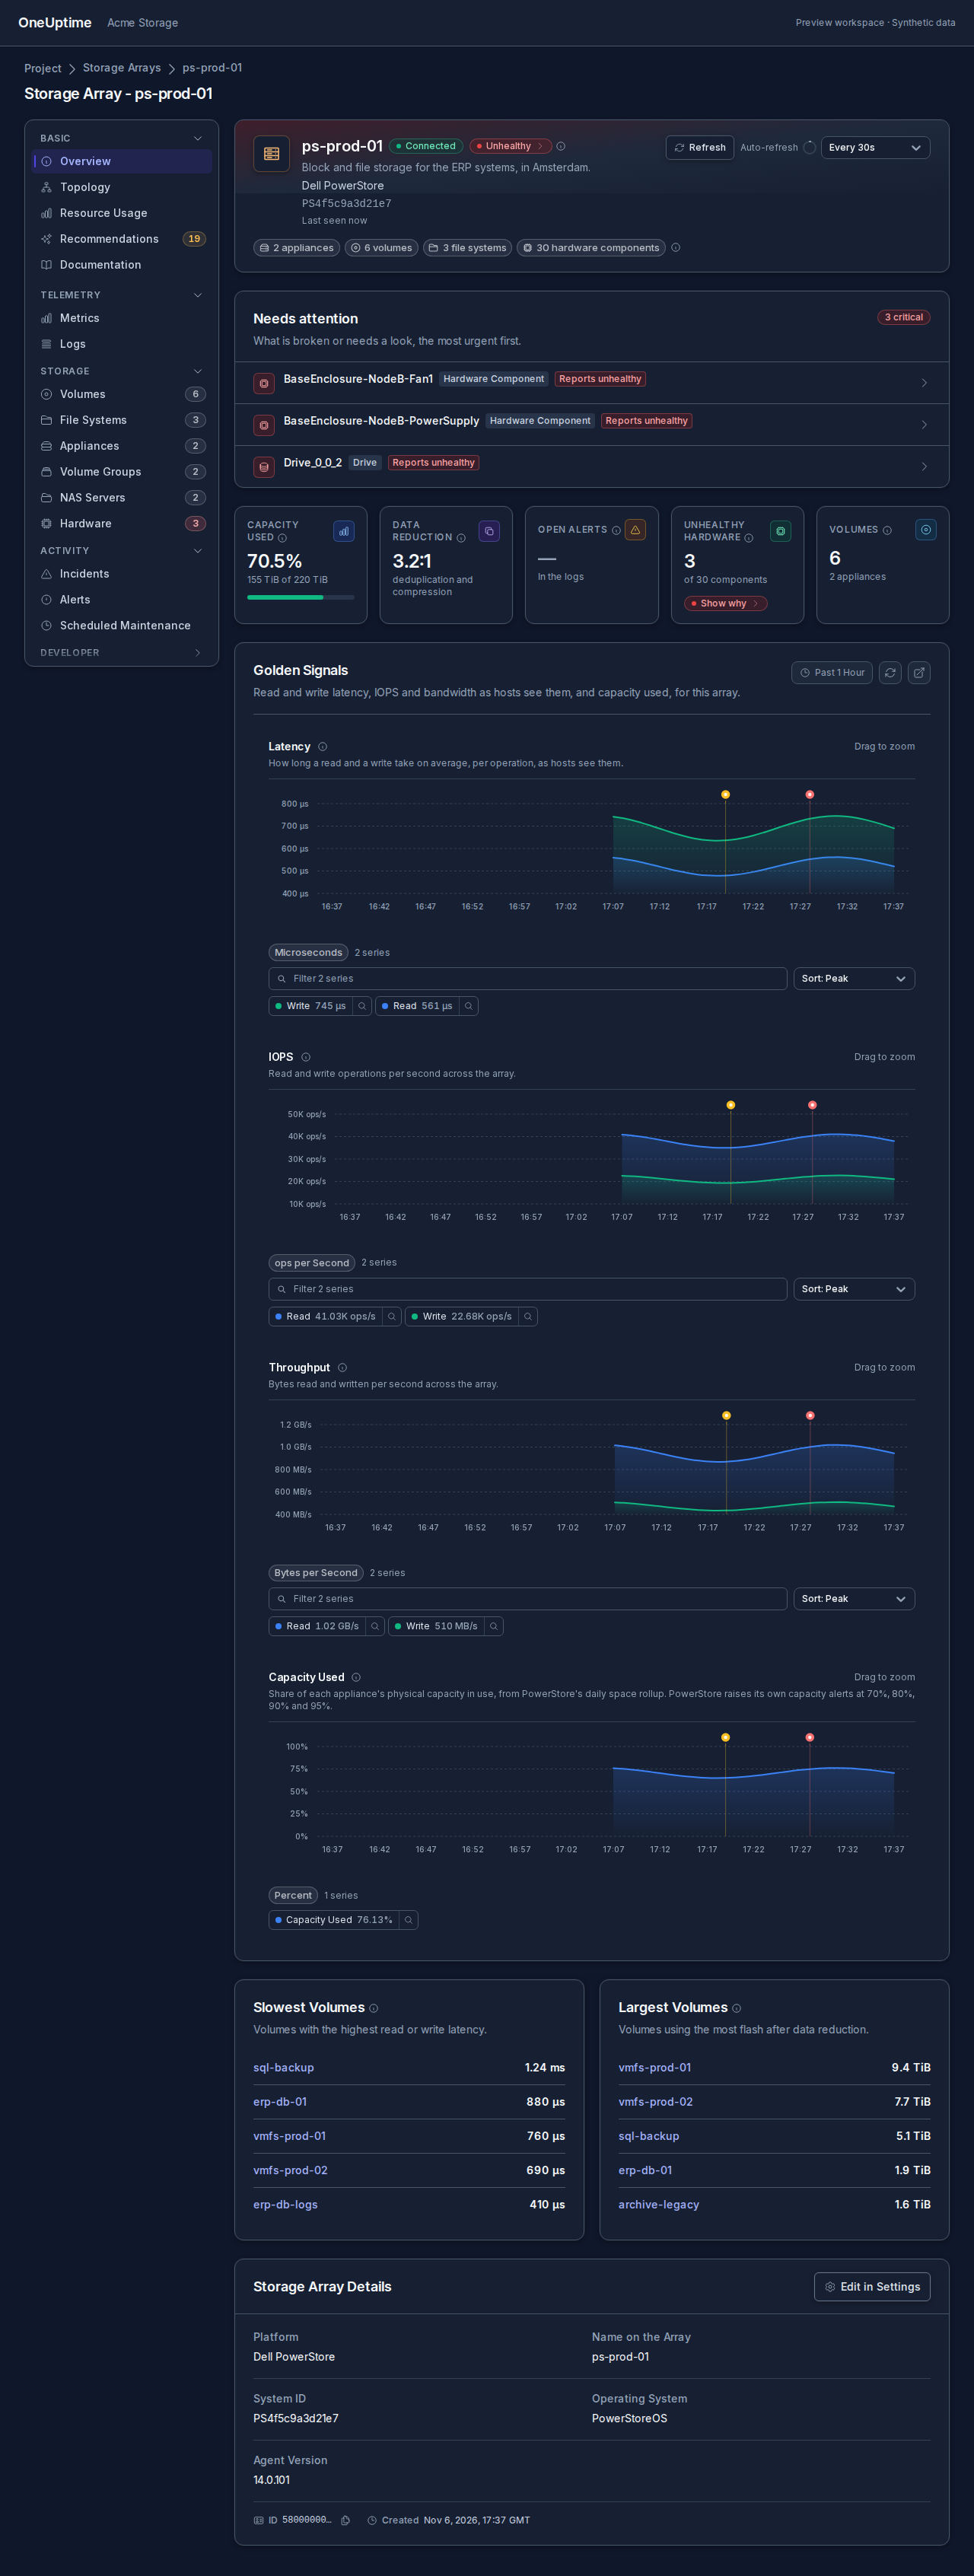 OneUptime Acme Storage Preview workspace · Synthetic data
Project > Storage Arrays > ps-prod-01
Storage Array - ps-prod-01
BASIC
Overview
Topology
Resource Usage
Recommendations 19
Documentation
TELEMETRY
Metrics
Logs
STORAGE
Volumes 6
File Systems 3
Appliances 2
Volume Groups 2
NAS Servers 2
Hardware 3
ACTIVITY
Incidents
Alerts
Scheduled Maintenance
DEVELOPER
ps-prod-01 Connected Unhealthy
Refresh Auto-refresh Every 30s
Block and file storage for the ERP systems, in Amsterdam.
Dell PowerStore
PS4f5c9a3d21e7
Last seen now
2 appliances 6 volumes 3 file systems 30 hardware components
Needs attention 3 critical
What is broken or needs a look, the most urgent first.
BaseEnclosure-NodeB-Fan1 Hardware Component Reports unhealthy
BaseEnclosure-NodeB-PowerSupply Hardware Component Reports unhealthy
Drive_0_0_2 Drive Reports unhealthy
CAPACITY USED
70.5%
155 TiB of 220 TiB
DATA REDUCTION
3.2:1
deduplication and
compression
OPEN ALERTS
—
In the logs
UNHEALTHY HARDWARE
3
of 30 components
Show why
VOLUMES
6
2 appliances
Golden Signals Past 1 Hour
Read and write latency, IOPS and bandwidth as hosts see them, and capacity used, for this array.
Latency Drag to zoom
How long a read and a write take on average, per operation, as hosts see them.
800 µs
700 µs
600 µs
500 µs
400 µs
16:37 16:42 16:47 16:52 16:57 17:02 17:07 17:12 17:17 17:22 17:27 17:32 17:37
Microseconds 2 series
Filter 2 series Sort: Peak
Write 745 µs Read 561 µs
IOPS Drag to zoom
Read and write operations per second across the array.
50K ops/s
40K ops/s
30K ops/s
20K ops/s
10K ops/s
16:37 16:42 16:47 16:52 16:57 17:02 17:07 17:12 17:17 17:22 17:27 17:32 17:37
ops per Second 2 series
Filter 2 series Sort: Peak
Read 41.03K ops/s Write 22.68K ops/s
Throughput Drag to zoom
Bytes read and written per second across the array.
1.2 GB/s
1.0 GB/s
800 MB/s
600 MB/s
400 MB/s
16:37 16:42 16:47 16:52 16:57 17:02 17:07 17:12 17:17 17:22 17:27 17:32 17:37
Bytes per Second 2 series
Filter 2 series Sort: Peak
Read 1.02 GB/s Write 510 MB/s
Capacity Used Drag to zoom
Share of each appliance's physical capacity in use, from PowerStore's daily space rollup. PowerStore raises its own capacity alerts at 70%, 80%,
90% and 95%.
100%
75%
50%
25%
0%
16:37 16:42 16:47 16:52 16:57 17:02 17:07 17:12 17:17 17:22 17:27 17:32 17:37
Percent 1 series
Capacity Used 76.13%
Slowest Volumes
Volumes with the highest read or write latency.
sql-backup 1.24 ms
erp-db-01 880 µs
vmfs-prod-01 760 µs
vmfs-prod-02 690 µs
erp-db-logs 410 µs
Largest Volumes
Volumes using the most flash after data reduction.
vmfs-prod-01 9.4 TiB
vmfs-prod-02 7.7 TiB
sql-backup 5.1 TiB
erp-db-01 1.9 TiB
archive-legacy 1.6 TiB
Storage Array Details Edit in Settings
Platform Name on the Array
Dell PowerStore ps-prod-01
System ID Operating System
PS4f5c9a3d21e7 PowerStoreOS
Agent Version
14.0.101
ID 58000000… Created Nov 6, 2026, 17:37 GMT